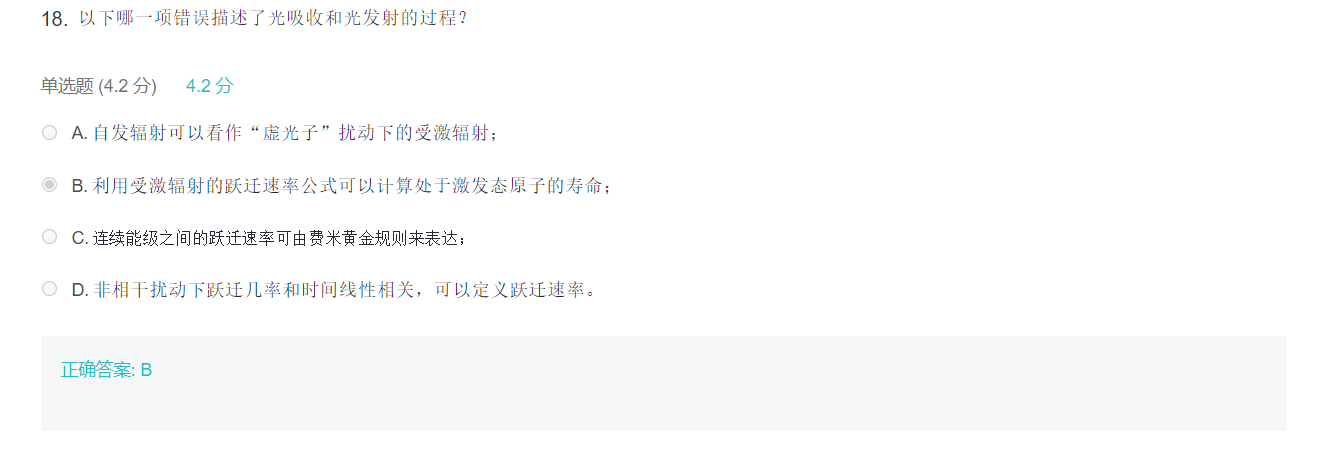 18. 以下哪一项错误描述了光吸收和光发射的过程?
单选题 (4.2 分) 4.2 分
A. 自发辐射可以看作“虚光子”扰动下的受激辐射;
B. 利用受激辐射的跃迁速率公式可以计算处于激发态原子的寿命;
C. 连续能级之间的跃迁速率可由费米黄金规则来表达;
D. 非相干扰动下跃迁几率和时间线性相关，可以定义跃迁速率。
正确答案: B